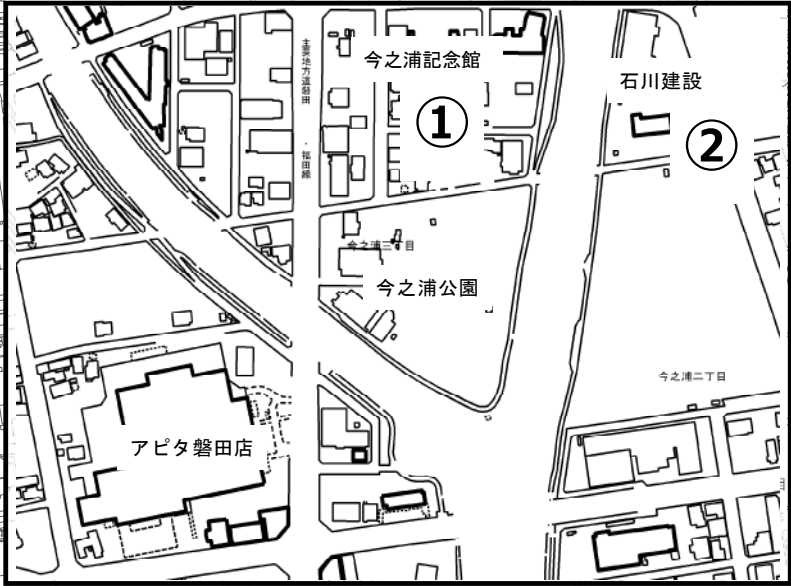 主要地方道磐田・福田線
今之浦記念館
①
石川建設
②
今之浦三丁目
今之浦公園
今之浦二丁目
アピタ磐田店